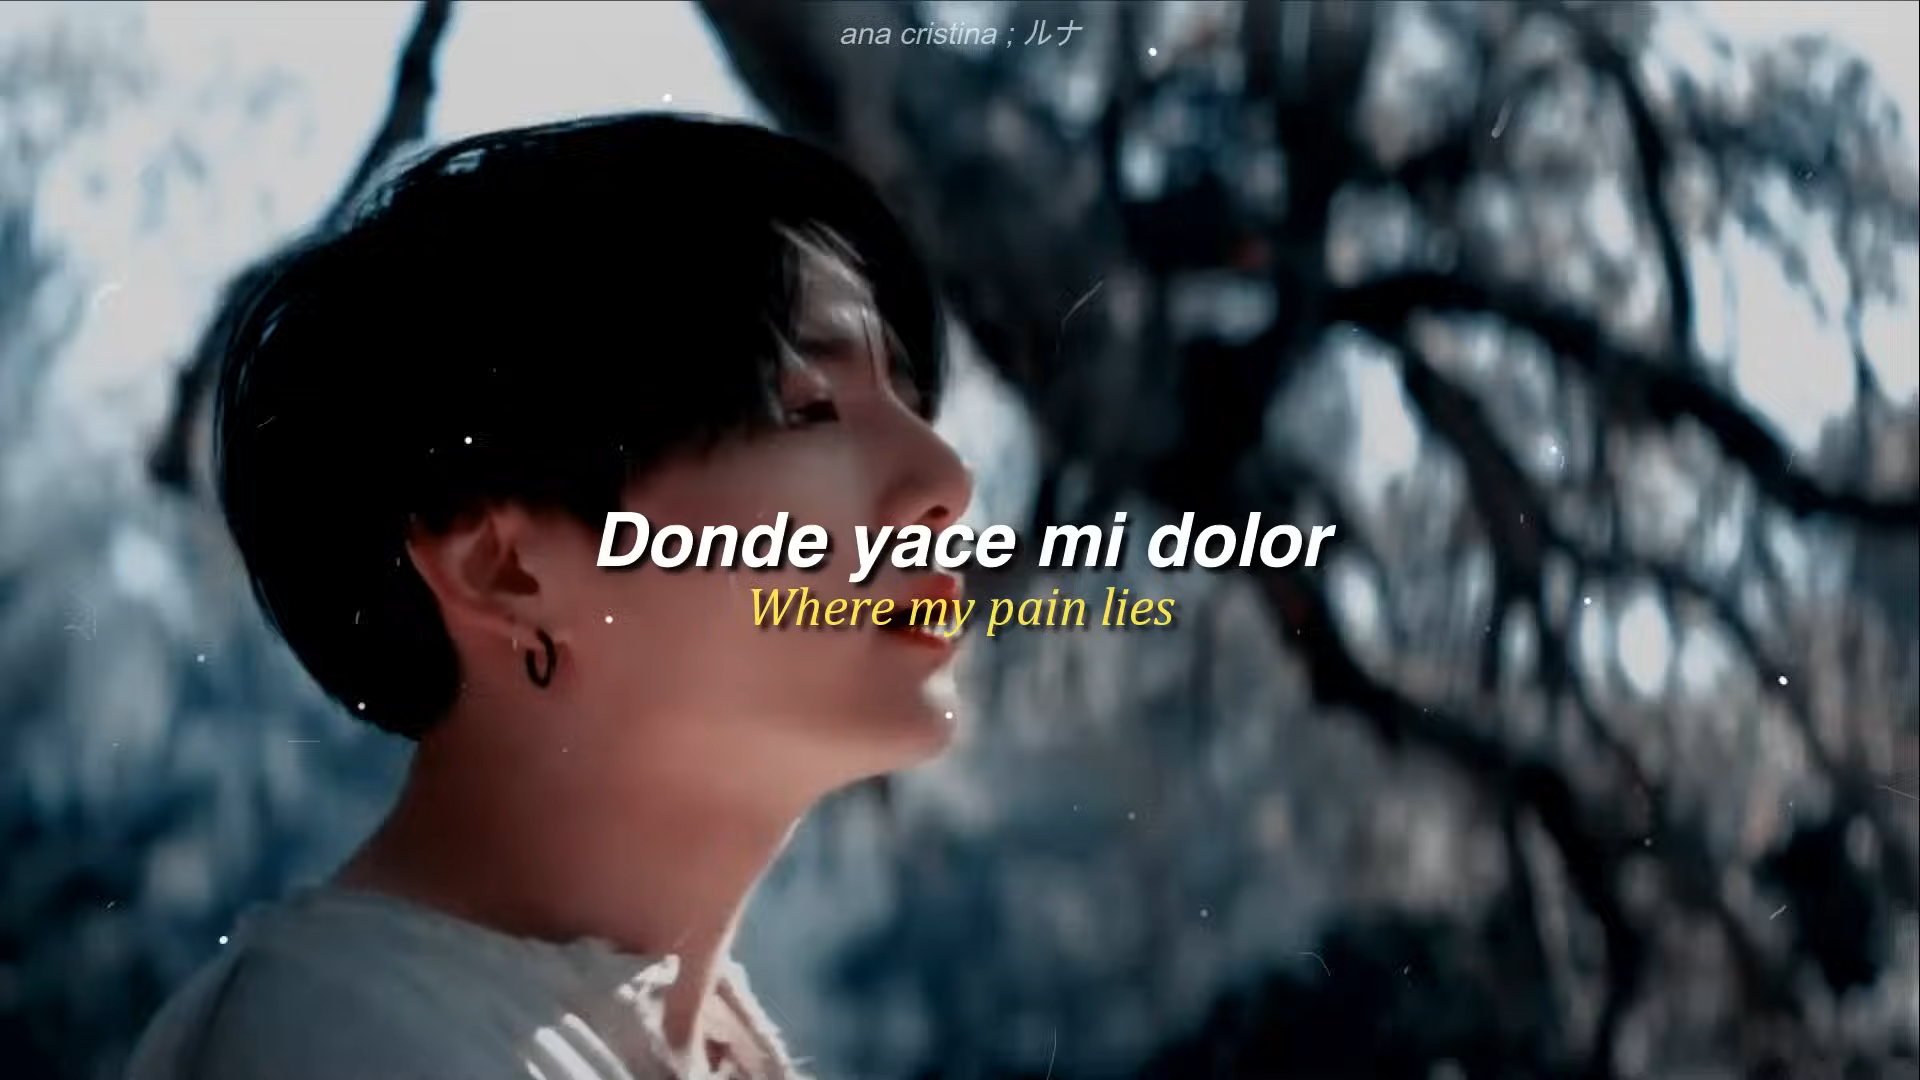 ana cristina ; ルナ
Donde yace mi dolor
Where my pain lies